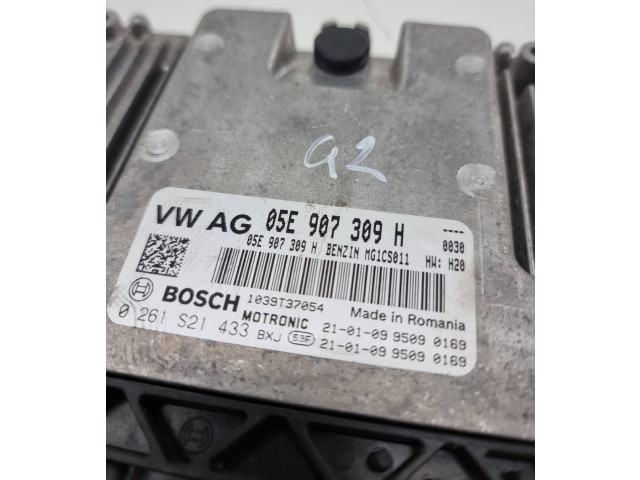 G2
VW AG 05E 907 309 H ----
05E 907 309 H BENZIN MG1CS011 0030
HW: H20
BOSCH 1039T37054 Made in Romania
MOTRONIC 21-01-09 9509 0169
0 261 S21 433 BXJ 53F 21-01-09 9509 0169